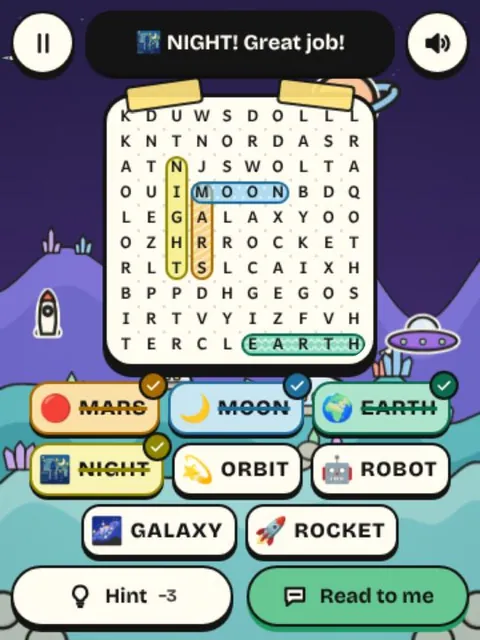 NIGHT! Great job!
K D U W S D O L L L
K N T N O R D A S R
A T N J S W O L T A
O U I M O O N B D Q
L E G A L A X Y O O
O Z H R R O C K E T
R L T S L C A I X H
B P P D H G E G O S
I R T V Y I Z F V H
T E R C L E A R T H
MARS MOON EARTH
NIGHT ORBIT ROBOT
GALAXY ROCKET
Hint -3 Read to me